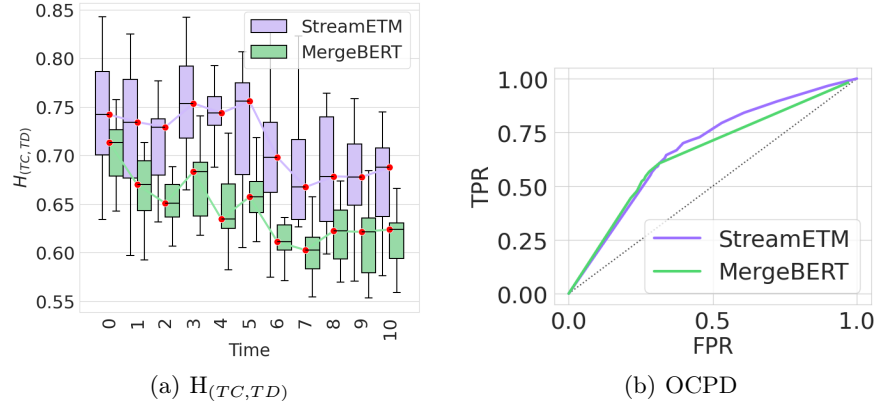 0.85
0.80
0.75
0.70
0.65
0.60
0.55
H(TC, TD)
StreamETM
MergeBERT
0 1 2 3 4 5 6 7 8 9 10
Time
(a) H(TC,TD)
1.00
0.75
0.50
0.25
0.00
TPR
StreamETM
MergeBERT
0.0 0.5 1.0
FPR
(b) OCPD